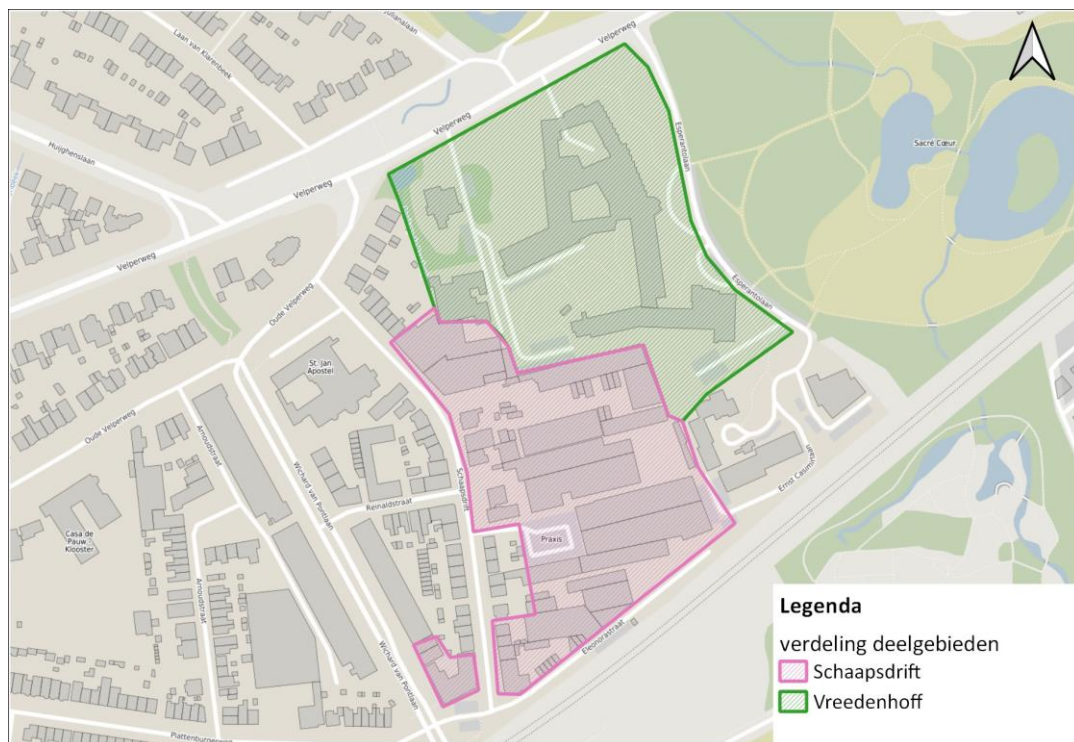 Julianalaan
Laan van Klarenbeek
Velperweg
Velperweg
Huijghenslaan
Esperantolaan
Sacré Cœur
Velperweg
Velperweg
Oude Velperweg
Esperantolaan
St. Jan
Apostel
Oude Velperweg
Arnoudstraat
Wichard van Pontlaan
Schaapsdrift
Reinaldstraat
Ernst Casimirlaan
Casa de
Pauw
Klooster
Praxis
Arnoudstraat
Eleonorastraat
Wichard van Pontlaan
Plattenburgerweg
Legenda
verdeling deelgebieden
Schaapsdrift
Vreedenhoff